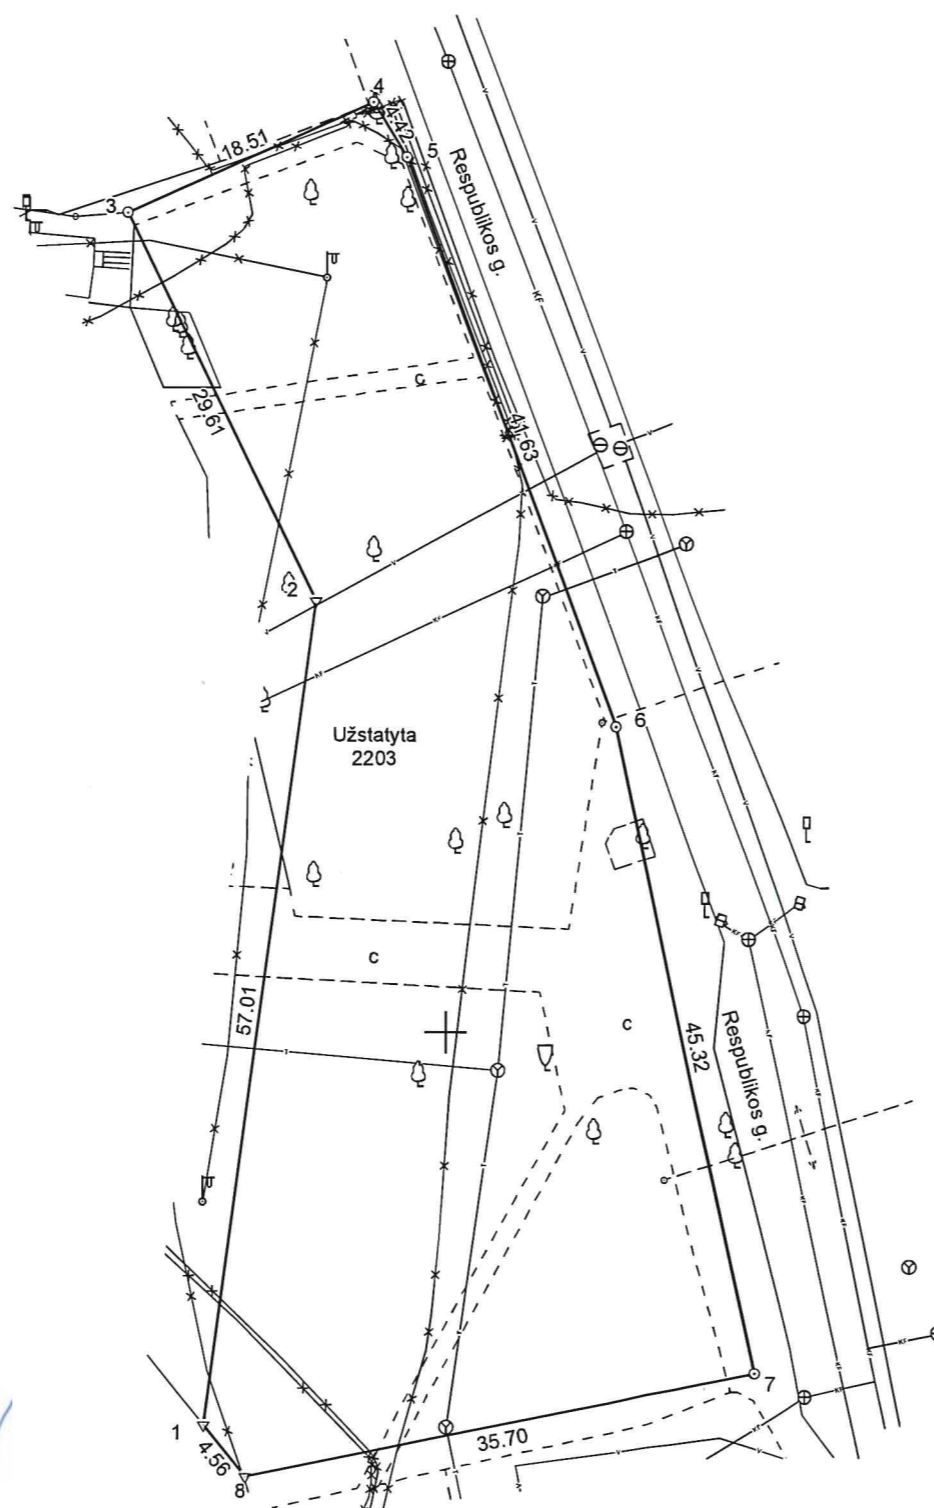 4
4.42
18.51
5
Respublikos g.
3
c
29.61
41.63
2
6
Užstatyta
2203
c
57.01
c
45.32
Respublikos g.
7
1
4.56
35.70
8